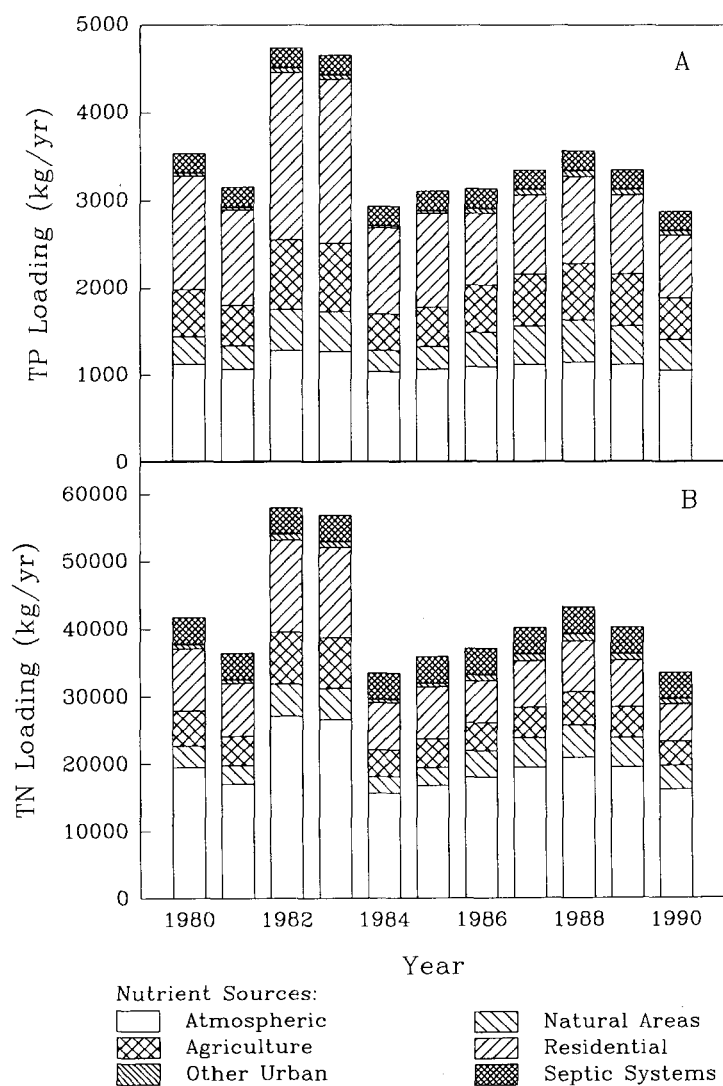 A
TP Loading (kg/yr)
5000
4000
3000
2000
1000
0
B
TN Loading (kg/yr)
60000
50000
40000
30000
20000
10000
0
1980 1982 1984 1986 1988 1990
Year
Nutrient Sources:
Atmospheric Natural Areas
Agriculture Residential
Other Urban Septic Systems